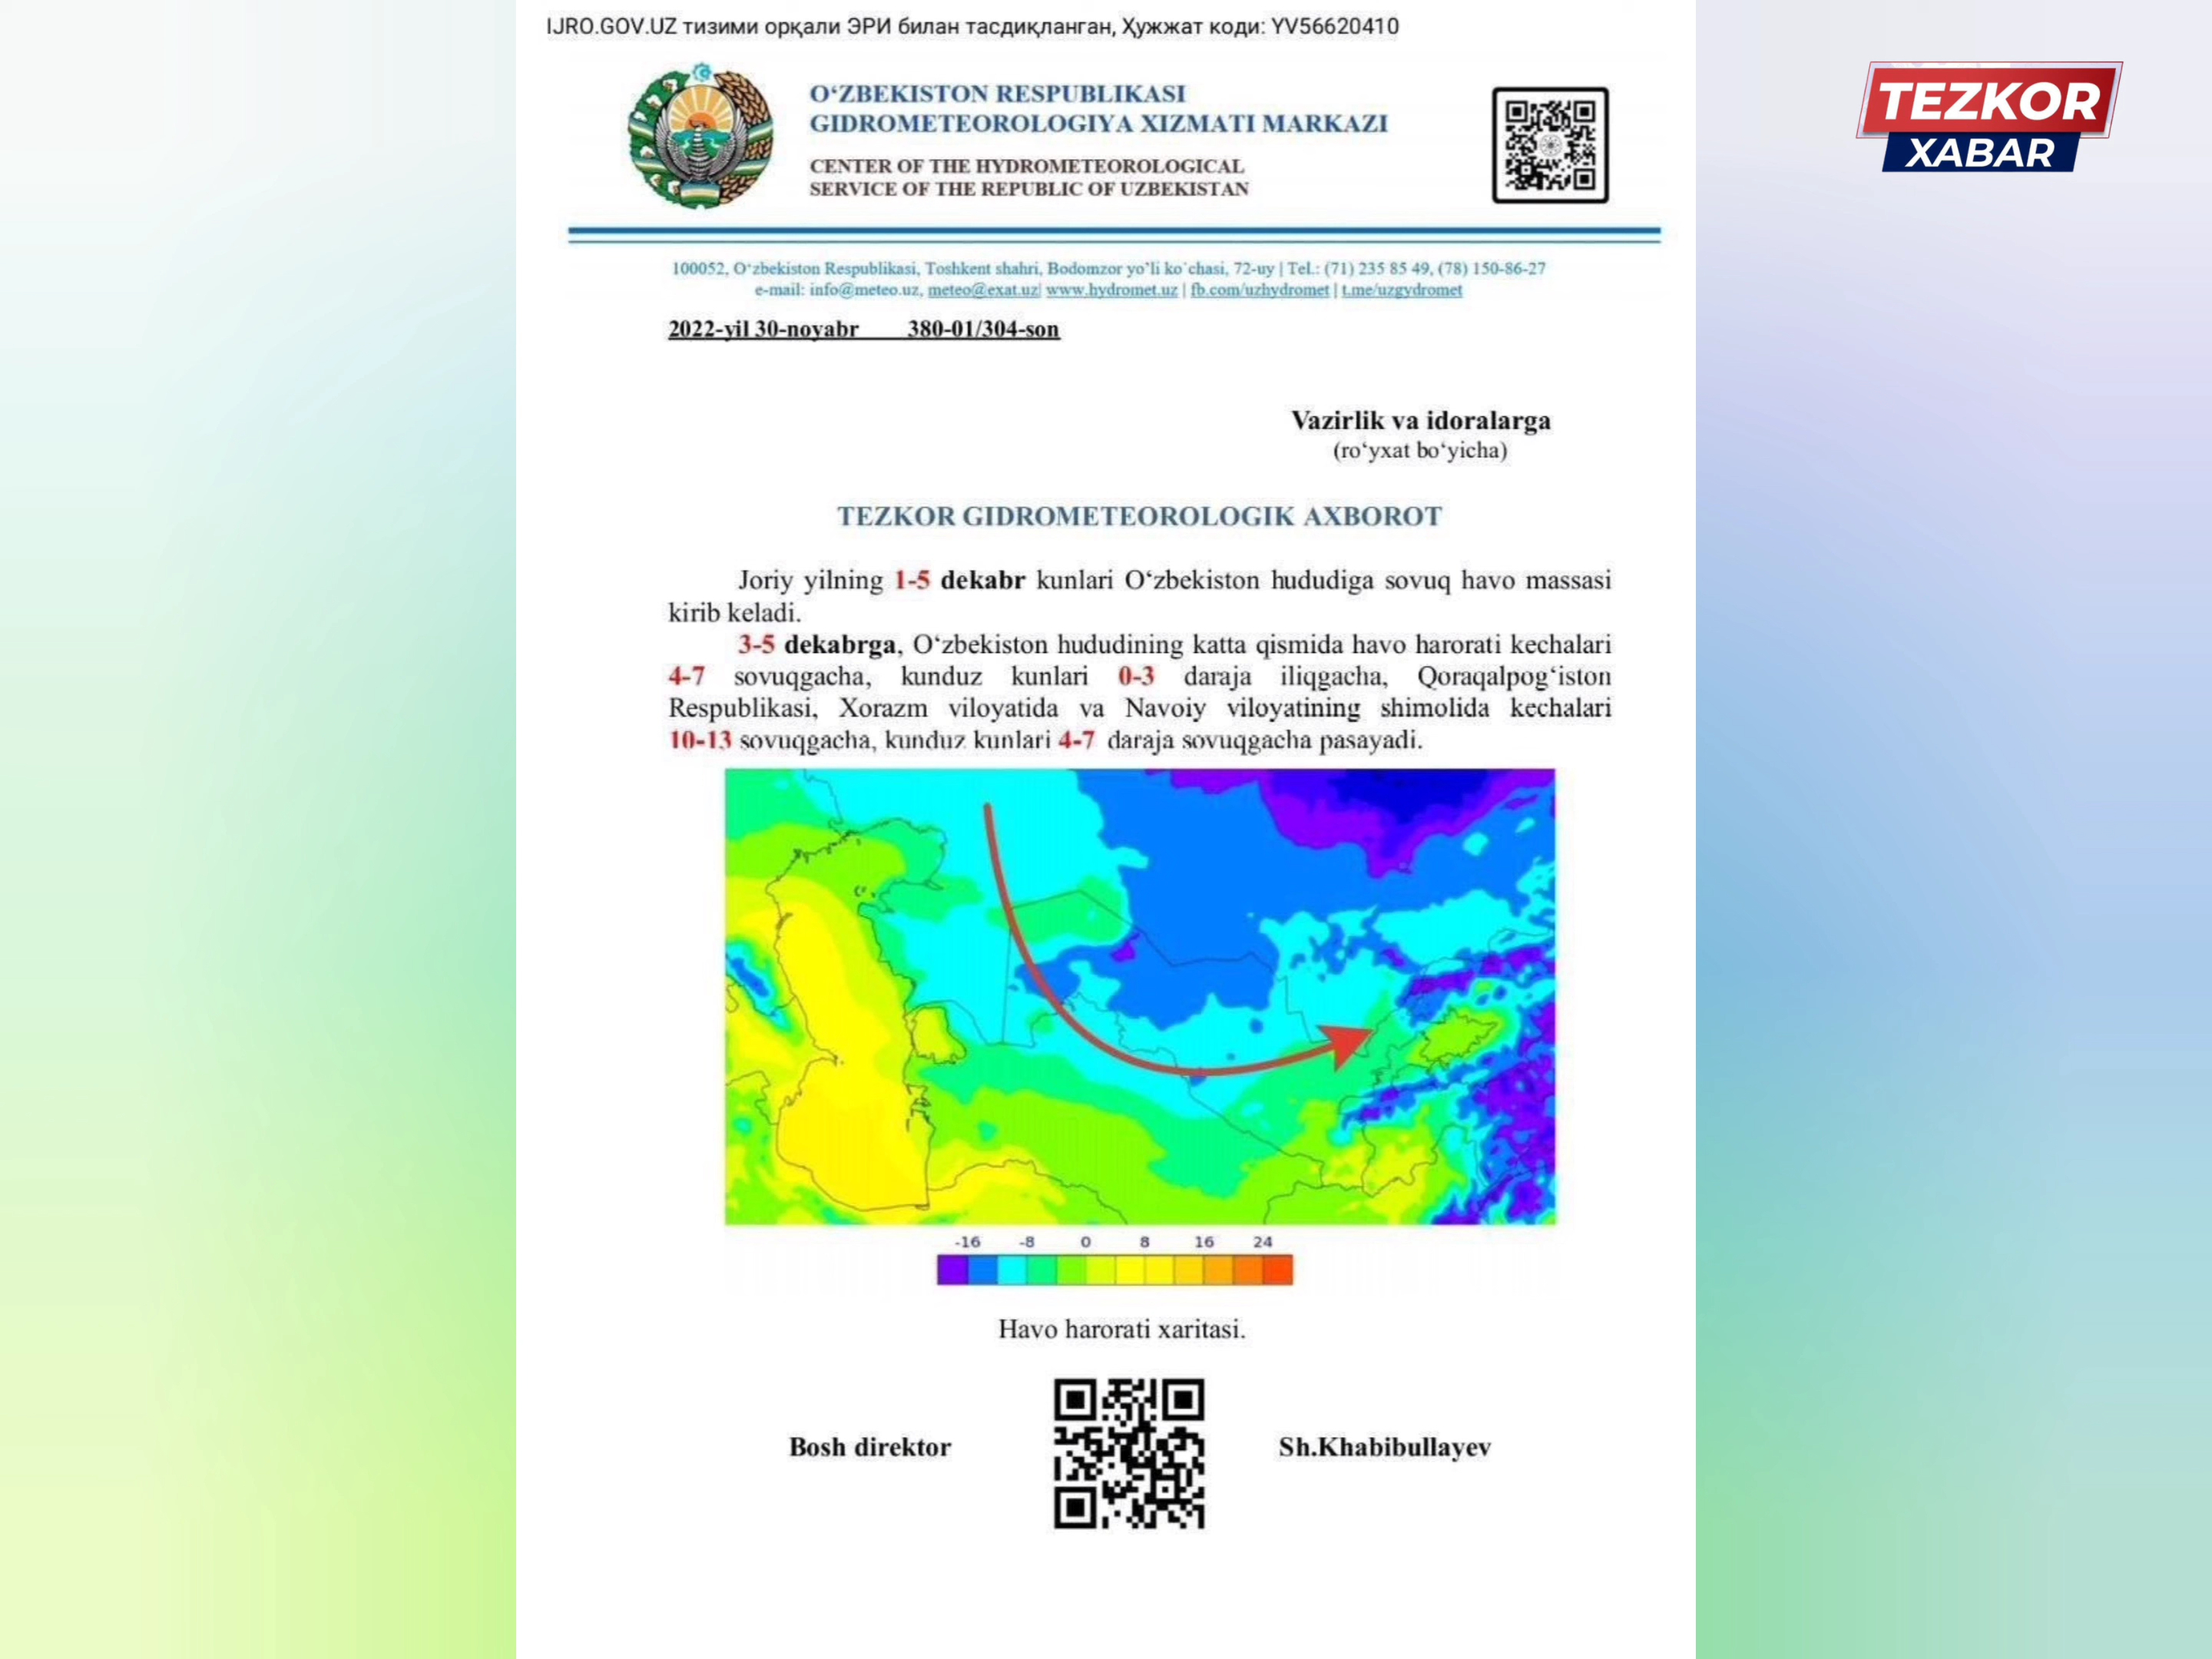 IJRO.GOV.UZ тизими орқали ЭРИ билан тасдиқланган, Ҳужжат коди: YV56620410
TEZKOR
XABAR
O‘ZBEKISTON RESPUBLIKASI
GIDROMETEOROLOGIYA XIZMATI MARKAZI
CENTER OF THE HYDROMETEOROLOGICAL
SERVICE OF THE REPUBLIC OF UZBEKISTAN
100052, O‘zbekiston Respublikasi, Toshkent shahri, Bodomzor yo’li ko`chasi, 72-uy | Tel.: (71) 235 85 49, (78) 150-86-27
e-mail: info@meteo.uz, meteo@exat.uz| www.hydromet.uz | fb.com/uzhydromet | t.me/uzgydromet
2022-yil 30-noyabr 380-01/304-son
Vazirlik va idoralarga
(ro‘yxat bo‘yicha)
TEZKOR GIDROMETEOROLOGIK AXBOROT
Joriy yilning 1-5 dekabr kunlari O‘zbekiston hududiga sovuq havo massasi
kirib keladi.
3-5 dekabrga, O‘zbekiston hududining katta qismida havo harorati kechalari
4-7 sovuqgacha, kunduz kunlari 0-3 daraja iliqgacha, Qoraqalpog‘iston
Respublikasi, Xorazm viloyatida va Navoiy viloyatining shimolida kechalari
10-13 sovuqgacha, kunduz kunlari 4-7 daraja sovuqgacha pasayadi.
-16 -8 0 8 16 24
Havo harorati xaritasi.
Bosh direktor Sh.Khabibullayev